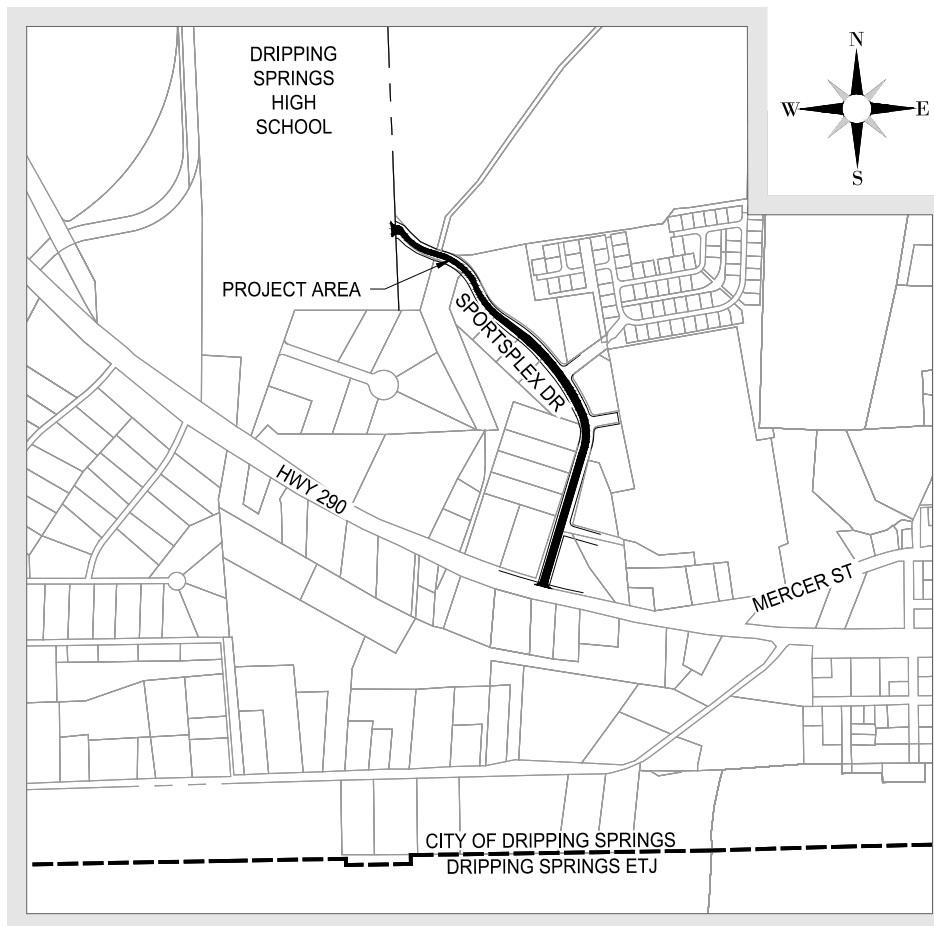 DRIPPING
SPRINGS
HIGH
SCHOOL
N
W
E
S
PROJECT AREA
SPORTSPLEX DR
HWY 290
MERCER ST
CITY OF DRIPPING SPRINGS
DRIPPING SPRINGS ETJ